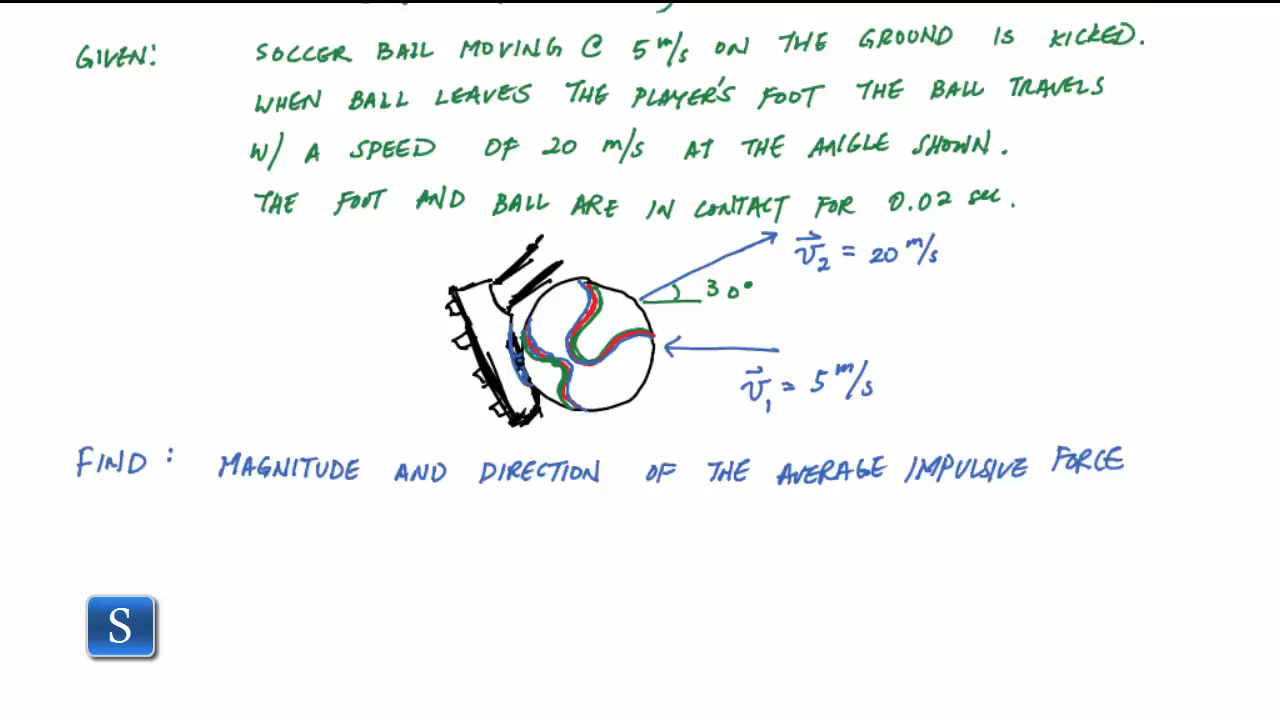 GIVEN: SOCCER BALL MOVING @ 5 m/s ON THE GROUND IS KICKED.
WHEN BALL LEAVES THE PLAYER'S FOOT THE BALL TRAVELS
W/ A SPEED OF 20 m/s AT THE ANGLE SHOWN.
THE FOOT AND BALL ARE IN CONTACT FOR 0.02 sec.
v⃗₂ = 20 m/s
30°
v⃗₁ = 5 m/s
FIND: MAGNITUDE AND DIRECTION OF THE AVERAGE IMPULSIVE FORCE
S